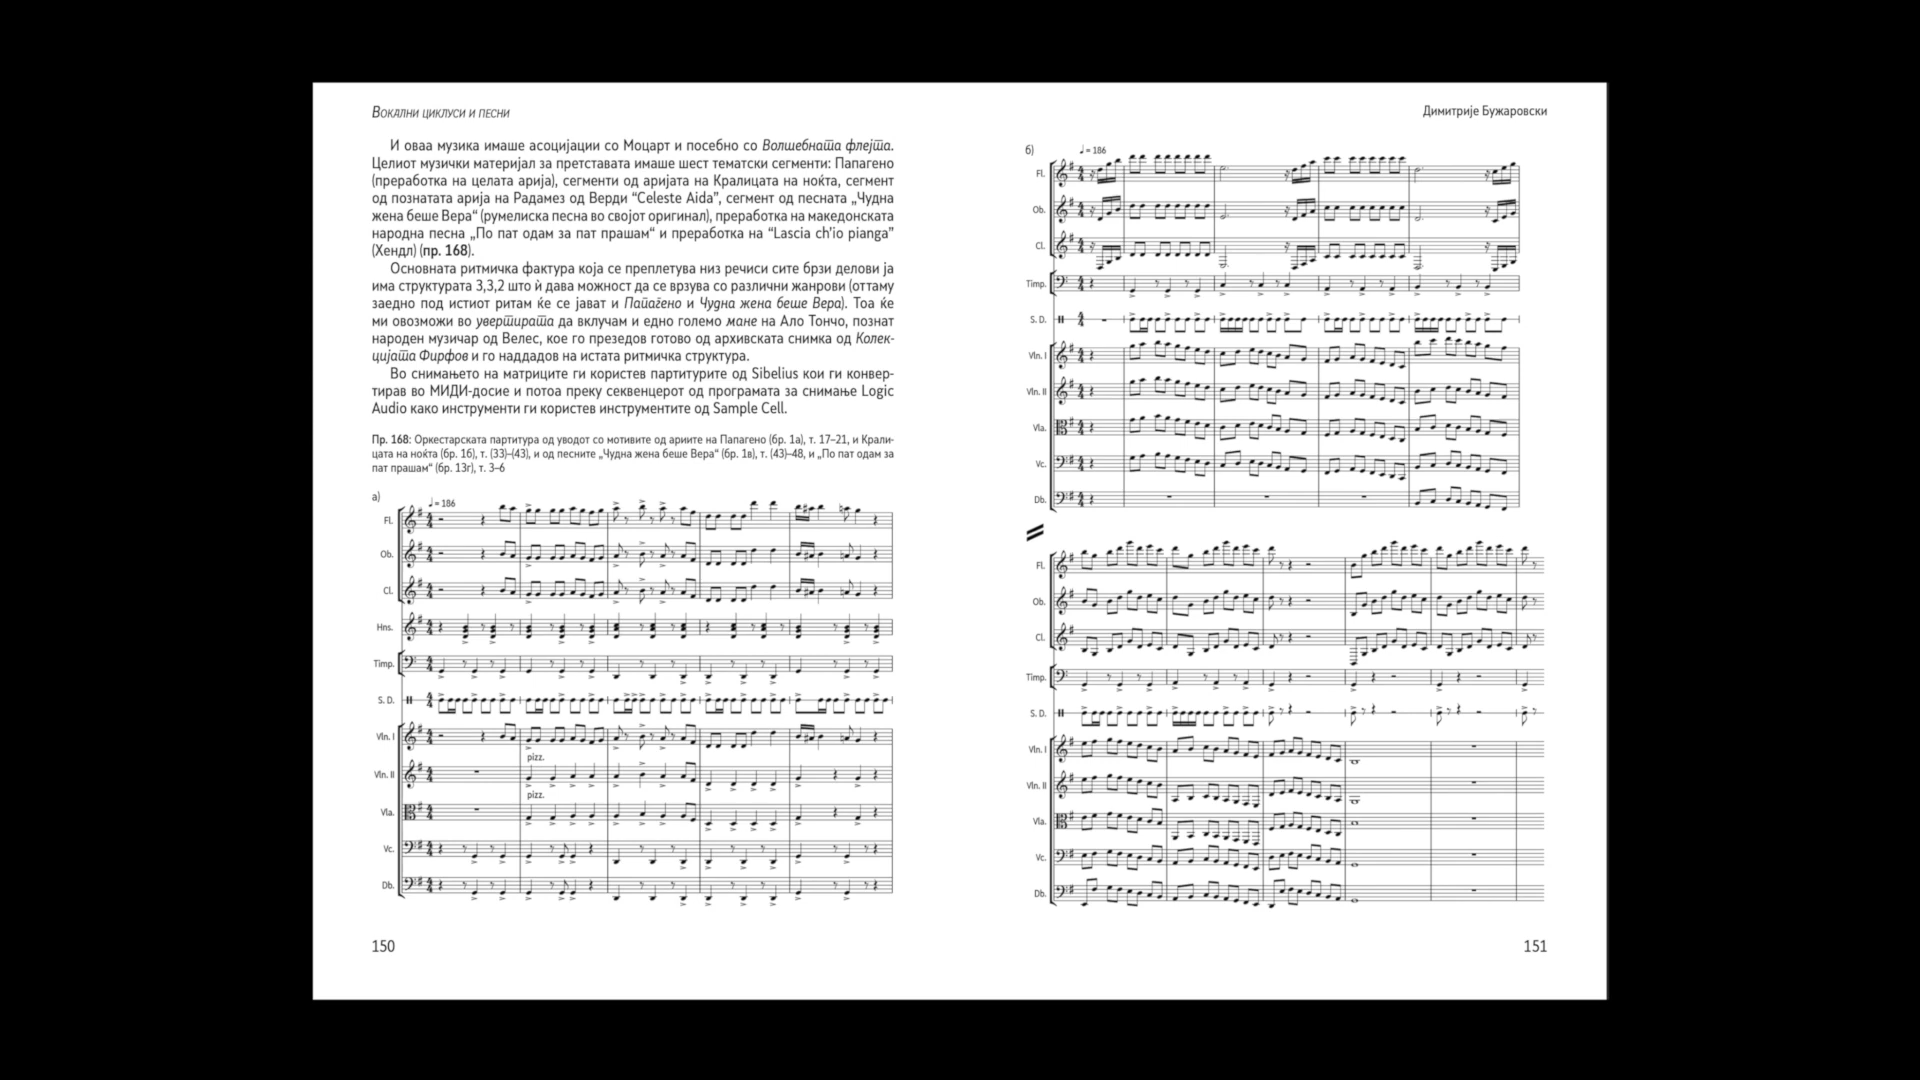 Вокални циклуси и песни
И оваа музика имаше асоцијации со Моцарт и посебно со Волшебната флејта.
Целиот музички материјал за претставата имаше шест тематски сегменти: Папагено
(преработка на целата арија), сегменти од аријата на Кралицата на ноќта, сегмент
од познатата арија на Радамез од Верди “Celeste Aida”, сегмент од песната „Чудна
жена беше Вера“ (румелиска песна во својот оригинал), преработка на македонската
народна песна „По пат одам за пат прашам“ и преработка на “Lascia ch’io pianga”
(Хендл) (пр. 168).
Основната ритмичка фактура која се преплетува низ речиси сите брзи делови ја
има структурата 3,3,2 што ѝ дава можност да се врзува со различни жанрови (оттаму
заедно под истиот ритам ќе се јават и Папагено и Чудна жена беше Вера). Тоа ќе
ми овозможи во увертирата да вклучам и едно големо мане на Ало Тончо, познат
народен музичар од Велес, кое го презедов готово од архивската снимка од Колек-
цијата Фирфов и го наддадов на истата ритмичка структура.
Во снимањето на матриците ги користев партитурите од Sibelius кои ги конвер-
тирав во МИДИ-досие и потоа преку секвенцерот од програмата за снимање Logic
Audio како инструменти ги користев инструментите од Sample Cell.
Пр. 168: Оркестарската партитура од уводот со мотивите од ариите на Папагено (бр. 1а), т. 17–21, и Крали-
цата на ноќта (бр. 1б), т. (33)–(43), и од песните „Чудна жена беше Вера“ (бр. 1в), т. (43)–48, и „По пат одам за
пат прашам“ (бр. 13г), т. 3–6
а)
♩ = 186
Fl.
Ob.
Cl.
Hns.
Timp.
S. D.
Vln. I
pizz.
Vln. II
pizz.
Vla.
Vc.
Db.
150
Димитрије Бужаровски
б)
♩ = 186
Fl.
Ob.
Cl.
Timp.
S. D.
Vln. I
Vln. II
Vla.
Vc.
Db.
Fl.
Ob.
Cl.
Timp.
S. D.
Vln. I
Vln. II
Vla.
Vc.
Db.
151